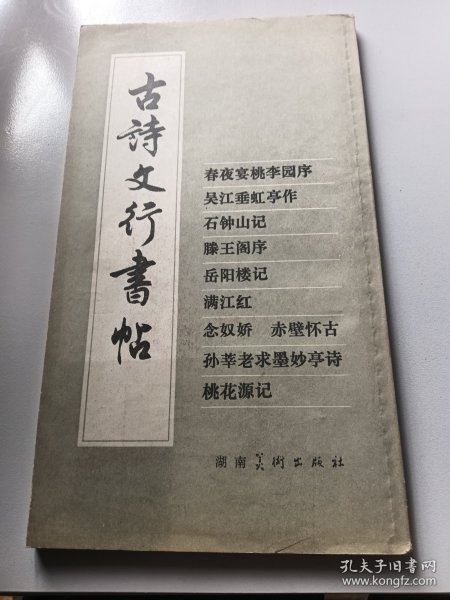 古詩文行書帖
春夜宴桃李园序
吴江垂虹亭作
石钟山记
滕王阁序
岳阳楼记
满江红
念奴娇 赤壁怀古
孙莘老求墨妙亭诗
桃花源记
湖南美術出版社
孔夫子旧书网
www.kongfz.com